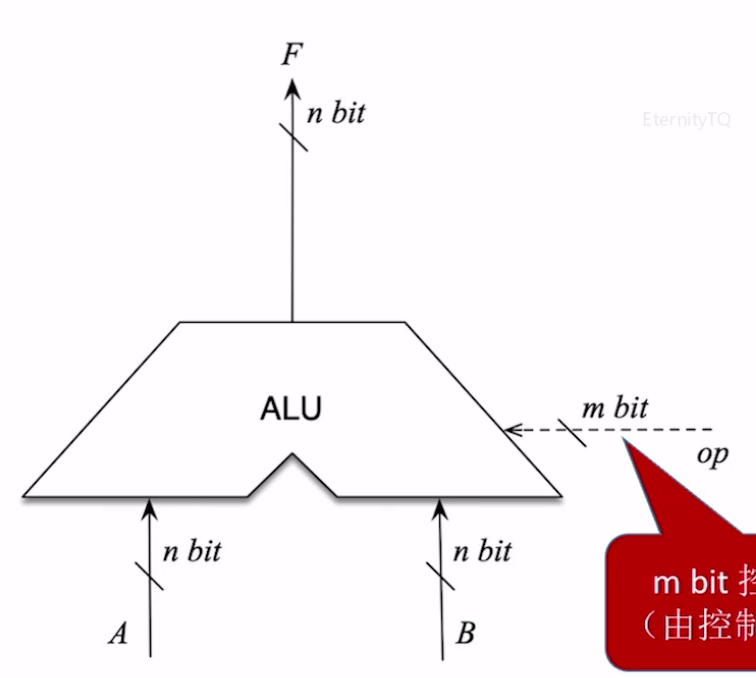 F
n bit
EternityTQ
ALU
m bit
op
n bit
n bit
A
B
m bit 控
（由控制